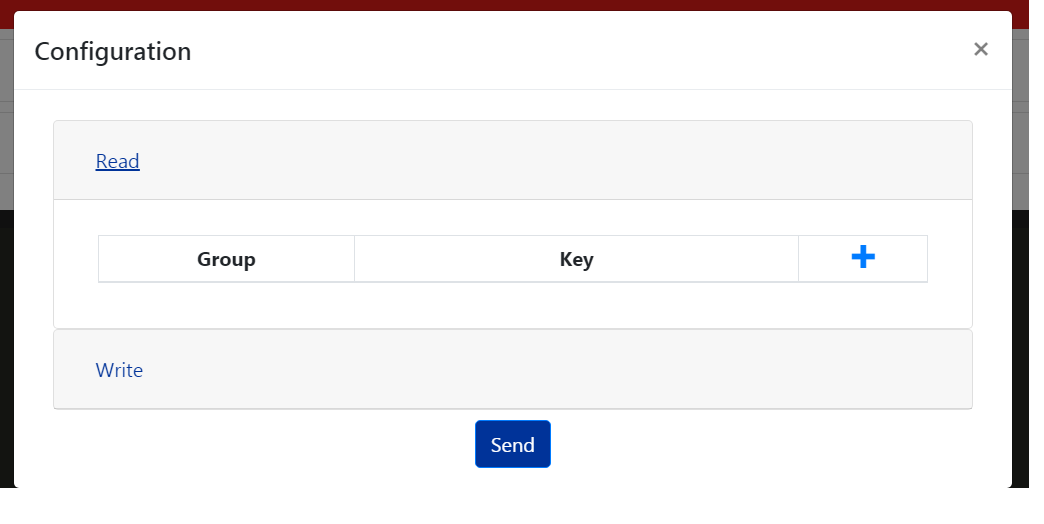 Configuration ×
Read
Group Key +
Write
Send